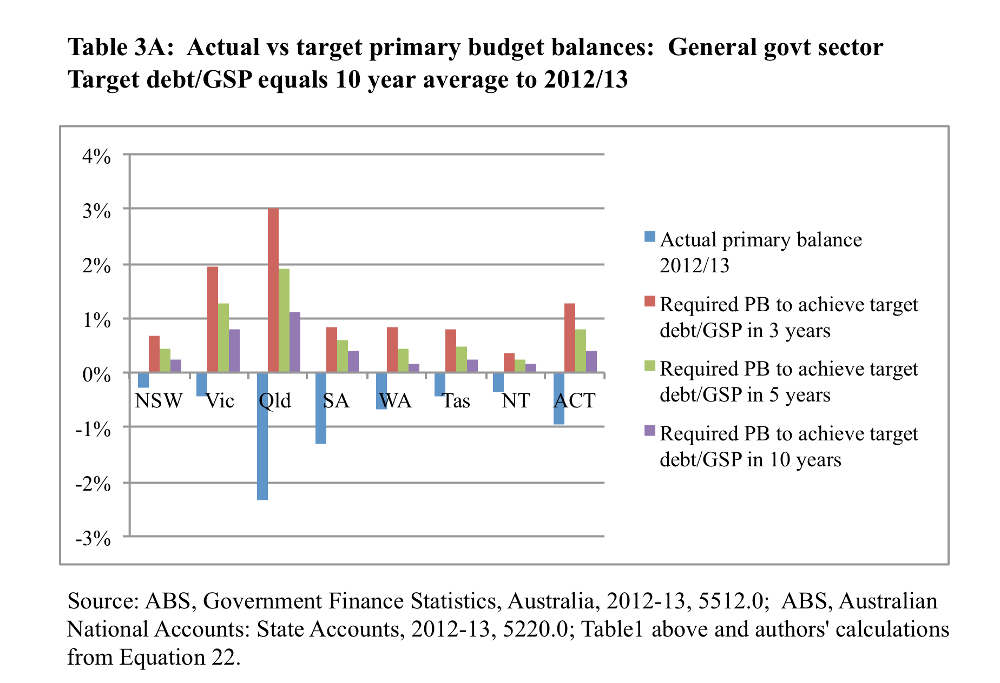 Table 3A:  Actual vs target primary budget balances:  General govt sector
Target debt/GSP equals 10 year average to 2012/13
4%
3%
2%
1%
0%
-1%
-2%
-3%
NSW Vic Qld SA WA Tas NT ACT
Actual primary balance
2012/13
Required PB to achieve target
debt/GSP in 3 years
Required PB to achieve target
debt/GSP in 5 years
Required PB to achieve target
debt/GSP in 10 years
Source: ABS, Government Finance Statistics, Australia, 2012-13, 5512.0;  ABS, Australian
National Accounts: State Accounts, 2012-13, 5220.0; Table1 above and authors' calculations
from Equation 22.